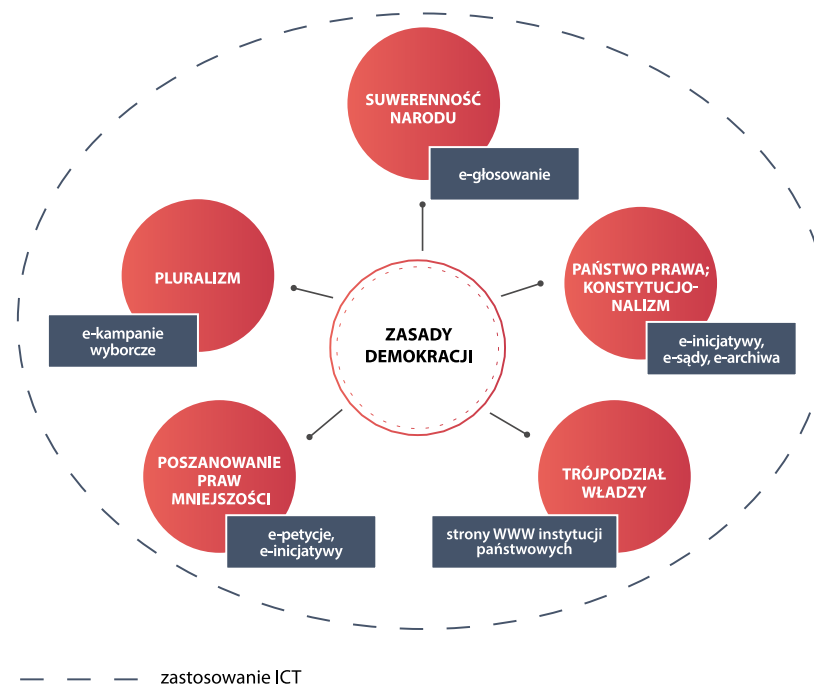 SUWERENNOŚĆ
NARODU
e-głosowanie
PLURALIZM
e-kampanie
wyborcze
PAŃSTWO PRAWA;
KONSTYTUCJO-
NALIZM
e-inicjatywy,
e-sądy, e-archiwa
ZASADY
DEMOKRACJI
POSZANOWANIE
PRAW
MNIEJSZOŚCI
e-petycje,
e-inicjatywy
TRÓJPODZIAŁ
WŁADZY
strony WWW instytucji
państwowych
zastosowanie ICT